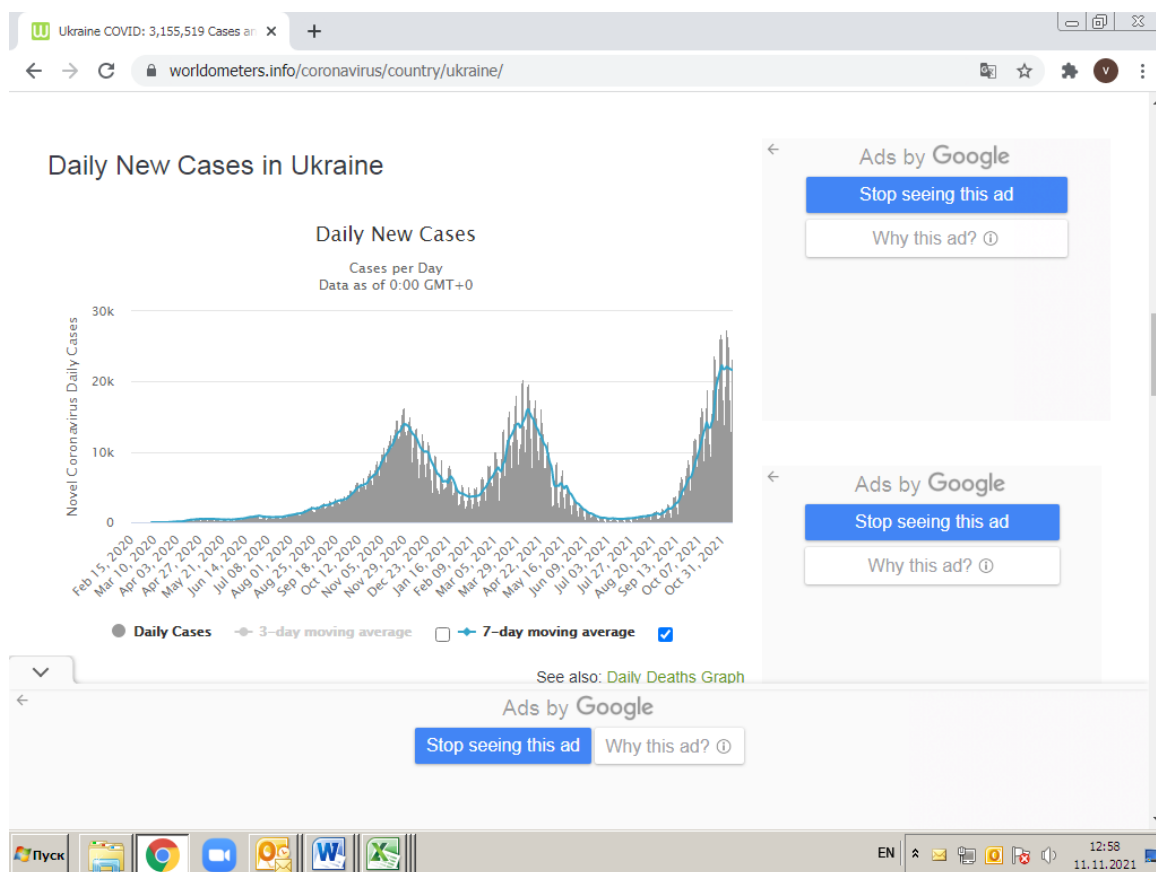 Ukraine COVID: 3,155,519 Cases an
worldometers.info/coronavirus/country/ukraine/
V
Daily New Cases in Ukraine
Daily New Cases
Cases per Day
Data as of 0:00 GMT+0
Novel Coronavirus Daily Cases
30k
20k
10k
0
Feb 15, 2020
Mar 10, 2020
Apr 03, 2020
Apr 27, 2020
May 21, 2020
Jun 14, 2020
Jul 08, 2020
Aug 01, 2020
Aug 25, 2020
Sep 18, 2020
Oct 12, 2020
Nov 05, 2020
Nov 29, 2020
Dec 23, 2020
Jan 16, 2021
Feb 09, 2021
Mar 05, 2021
Mar 29, 2021
Apr 22, 2021
May 16, 2021
Jun 09, 2021
Jul 03, 2021
Jul 27, 2021
Aug 20, 2021
Sep 13, 2021
Oct 07, 2021
Oct 31, 2021
Daily Cases
3-day moving average
7-day moving average
See also: Daily Deaths Graph
Ads by Google
Stop seeing this ad
Why this ad?
Ads by Google
Stop seeing this ad
Why this ad?
Ads by Google
Stop seeing this ad
Why this ad?
Пуск
EN
12:58
11.11.2021